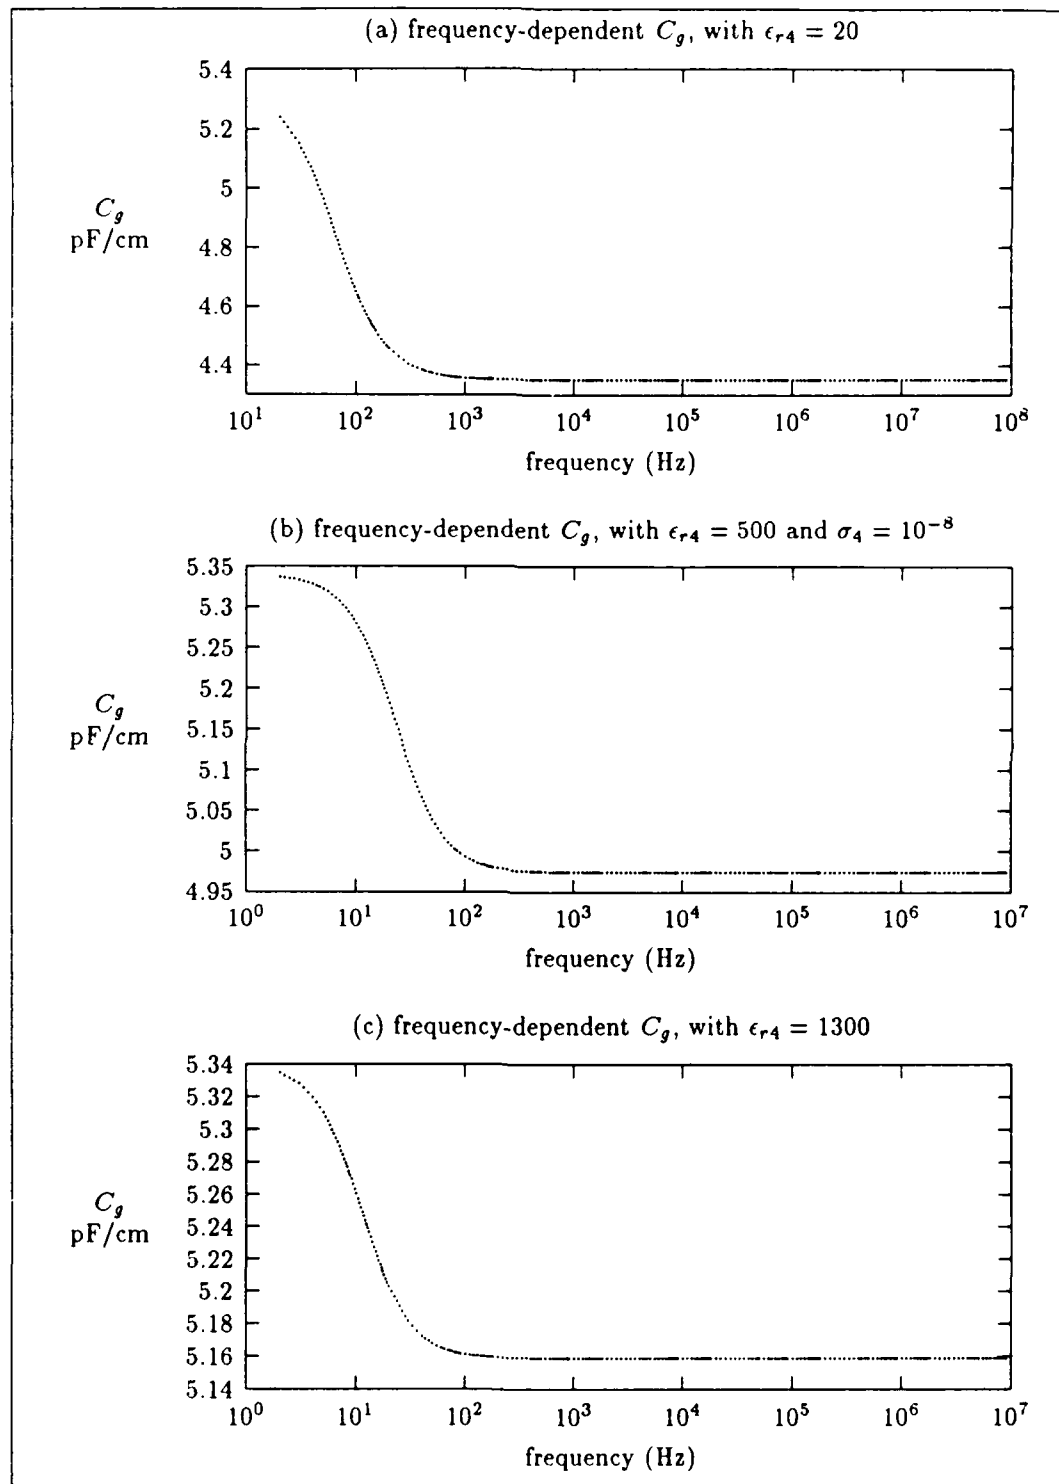 (a) frequency-dependent C_g, with ε_{r4} = 20
5.4
5.2
5
4.8
4.6
4.4
C_g
pF/cm
10^1 10^2 10^3 10^4 10^5 10^6 10^7 10^8
frequency (Hz)
(b) frequency-dependent C_g, with ε_{r4} = 500 and σ_4 = 10^{-8}
5.35
5.3
5.25
5.2
5.15
5.1
5.05
5
4.95
C_g
pF/cm
10^0 10^1 10^2 10^3 10^4 10^5 10^6 10^7
frequency (Hz)
(c) frequency-dependent C_g, with ε_{r4} = 1300
5.34
5.32
5.3
5.28
5.26
5.24
5.22
5.2
5.18
5.16
5.14
C_g
pF/cm
10^0 10^1 10^2 10^3 10^4 10^5 10^6 10^7
frequency (Hz)